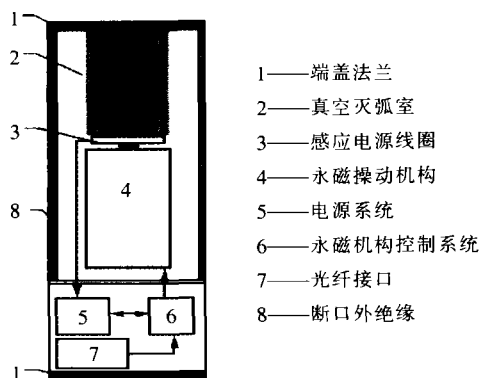 1
2
3
4
8
5
6
7
1
1——端盖法兰
2——真空灭弧室
3——感应电源线圈
4——永磁操动机构
5——电源系统
6——永磁机构控制系统
7——光纤接口
8——断口外绝缘